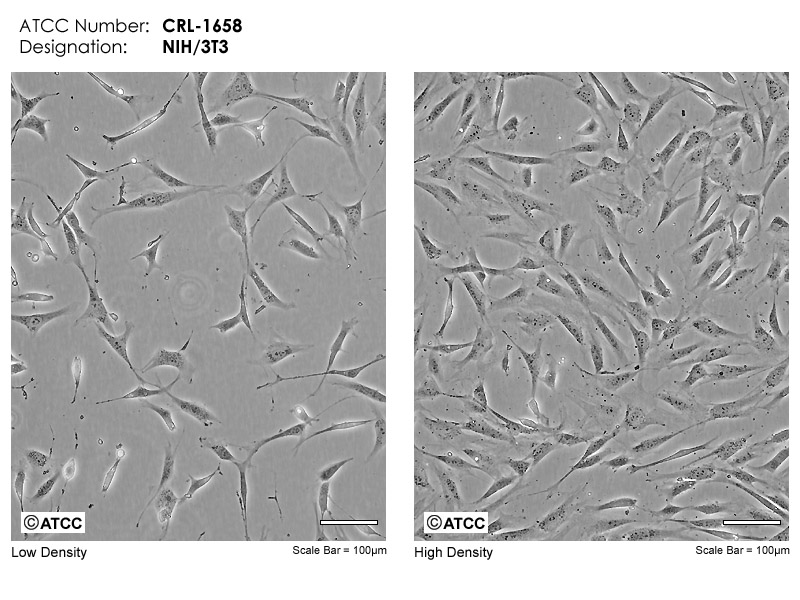 ATCC Number: CRL-1658
Designation: NIH/3T3
©ATCC
©ATCC
Low Density
Scale Bar = 100µm
High Density
Scale Bar = 100µm